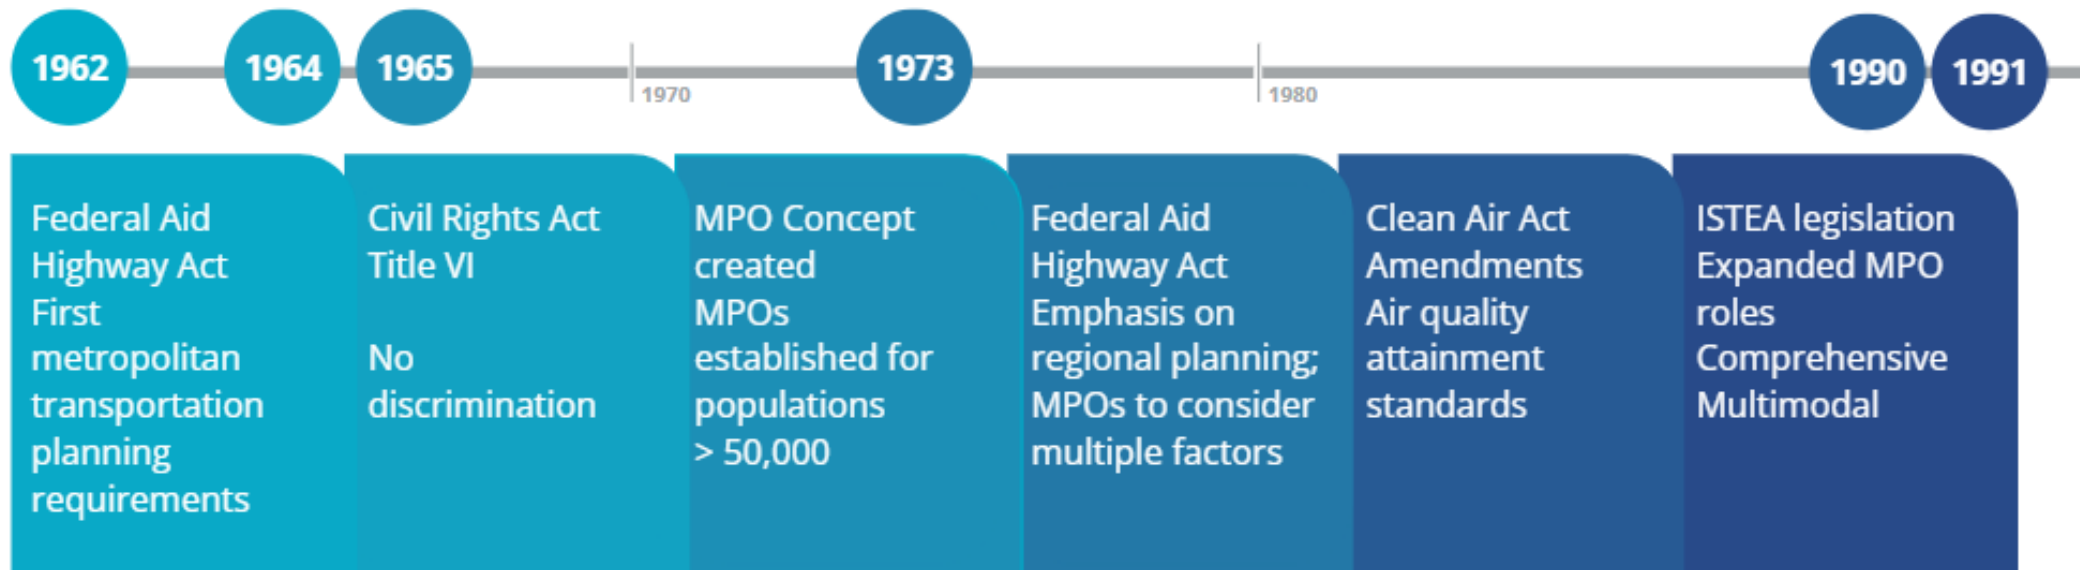 1962
1964
1965
1970
1973
1980
1990
1991
Federal Aid
Highway Act
First
metropolitan
transportation
planning
requirements
Civil Rights Act
Title VI
No
discrimination
MPO Concept
created
MPOs
established for
populations
> 50,000
Federal Aid
Highway Act
Emphasis on
regional planning;
MPOs to consider
multiple factors
Clean Air Act
Amendments
Air quality
attainment
standards
ISTEA legislation
Expanded MPO
roles
Comprehensive
Multimodal